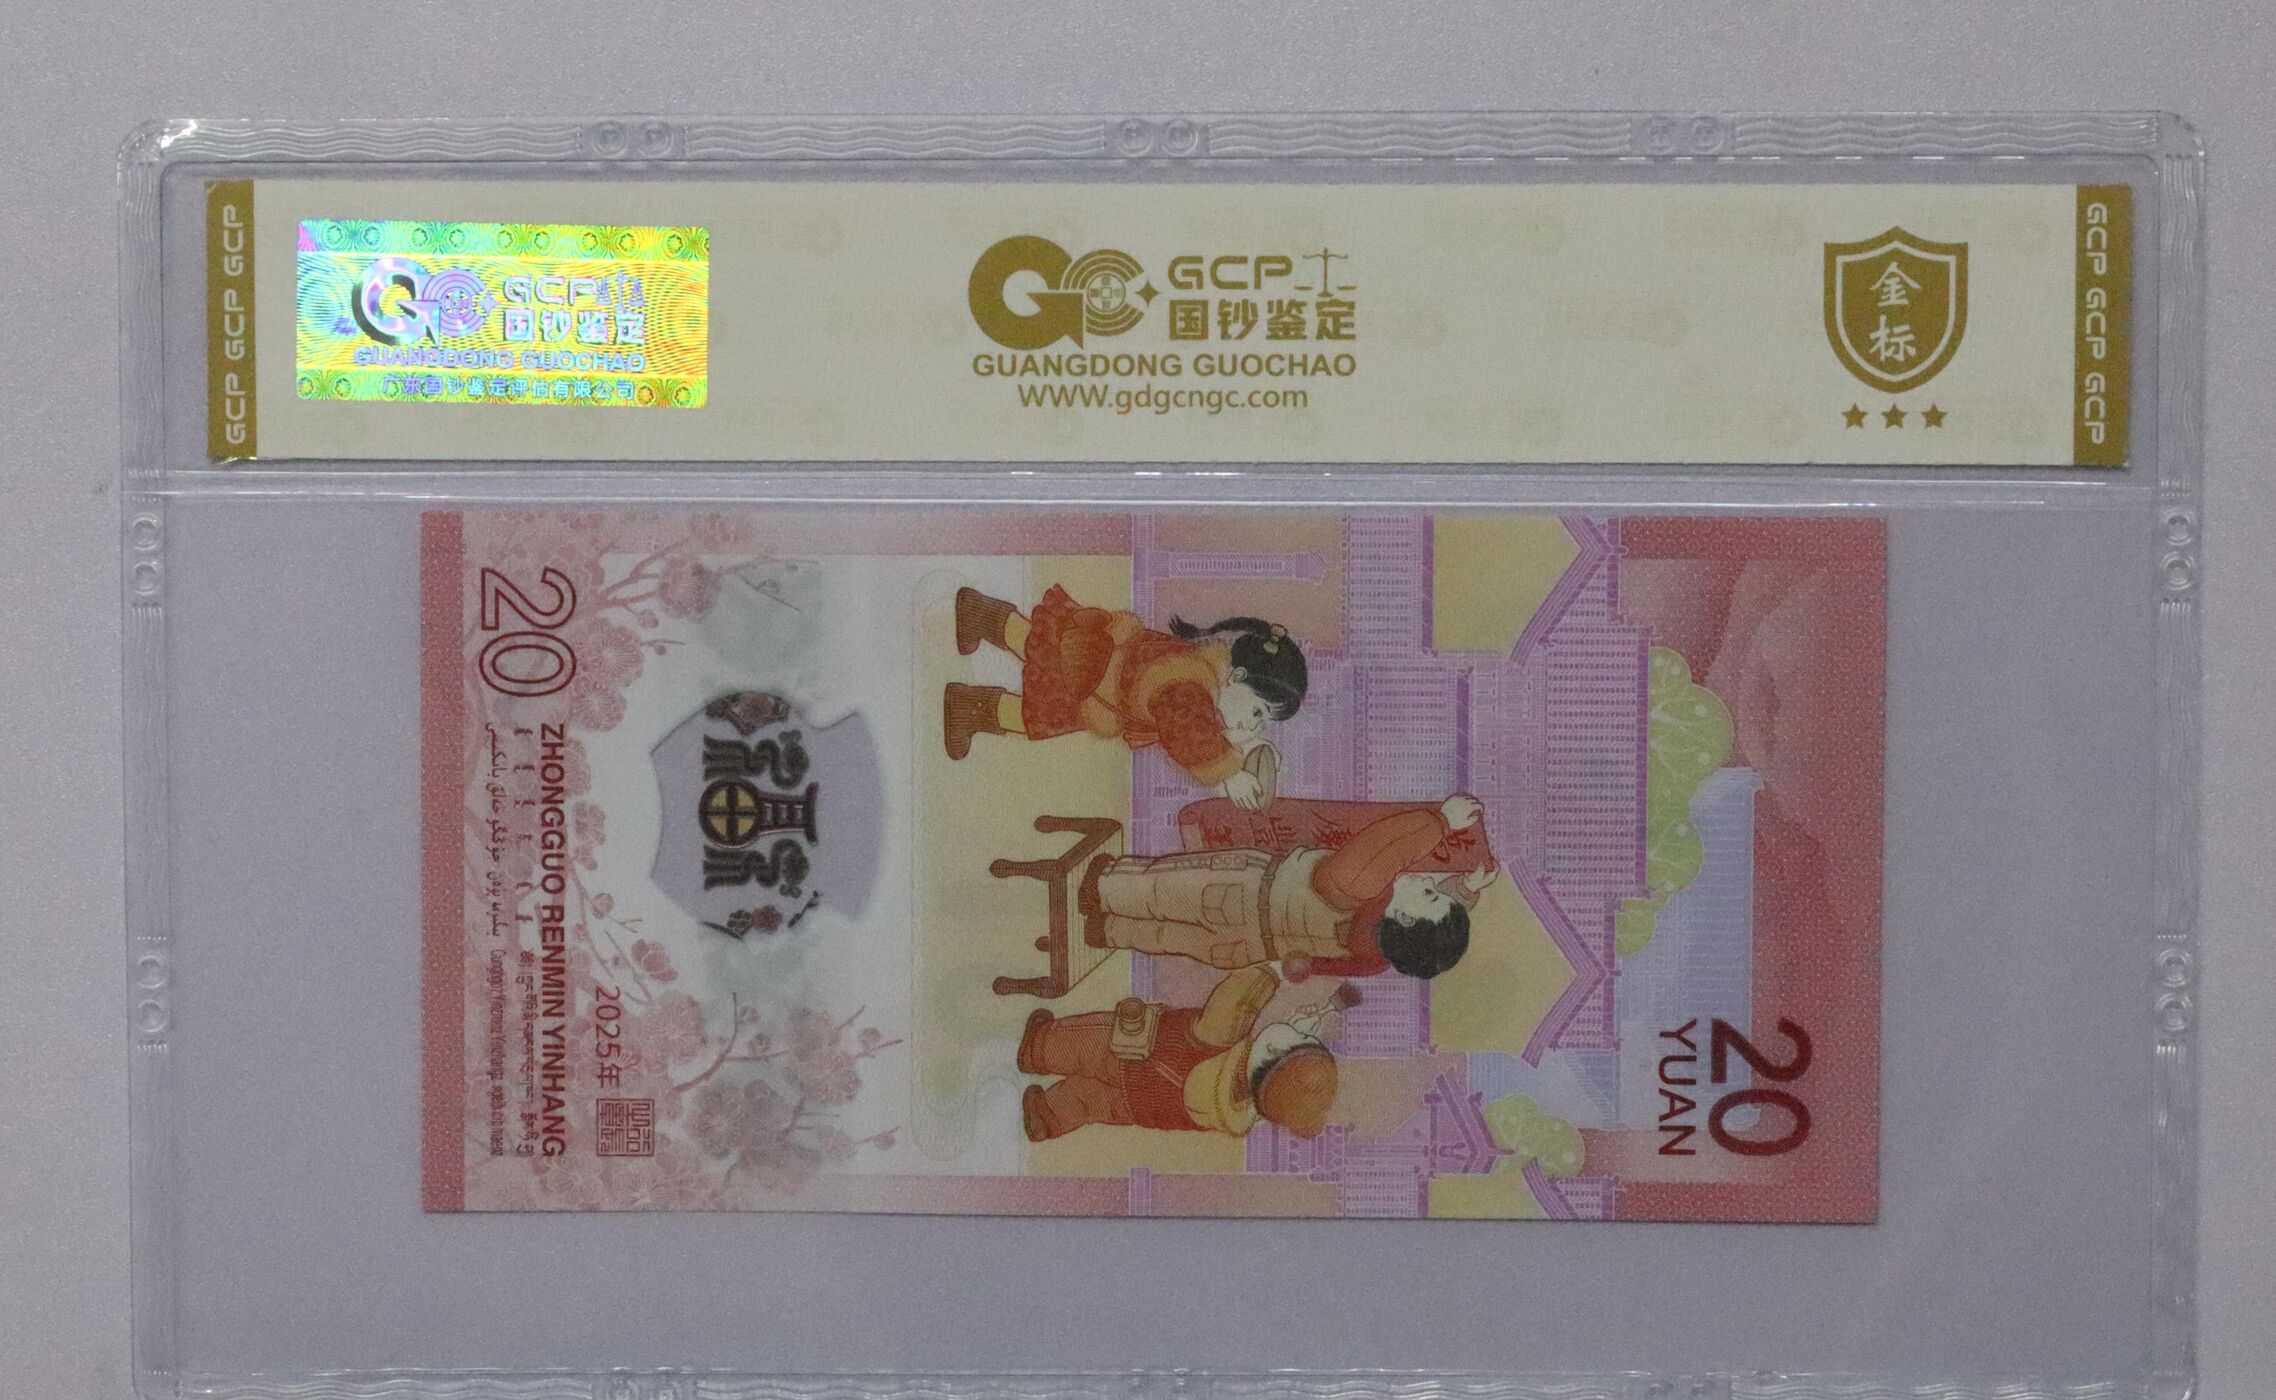 GCP GCP GCP
GCP
国钞鉴定
GUANGDONG GUOCHAO
广东国钞鉴定评估有限公司
GCP
国钞鉴定
GUANGDONG GUOCHAO
WWW.gdgcngc.com
金标
GCP GCP GCP
20
ZHONGGUO RENMIN YINHANG
2025年
20
YUAN